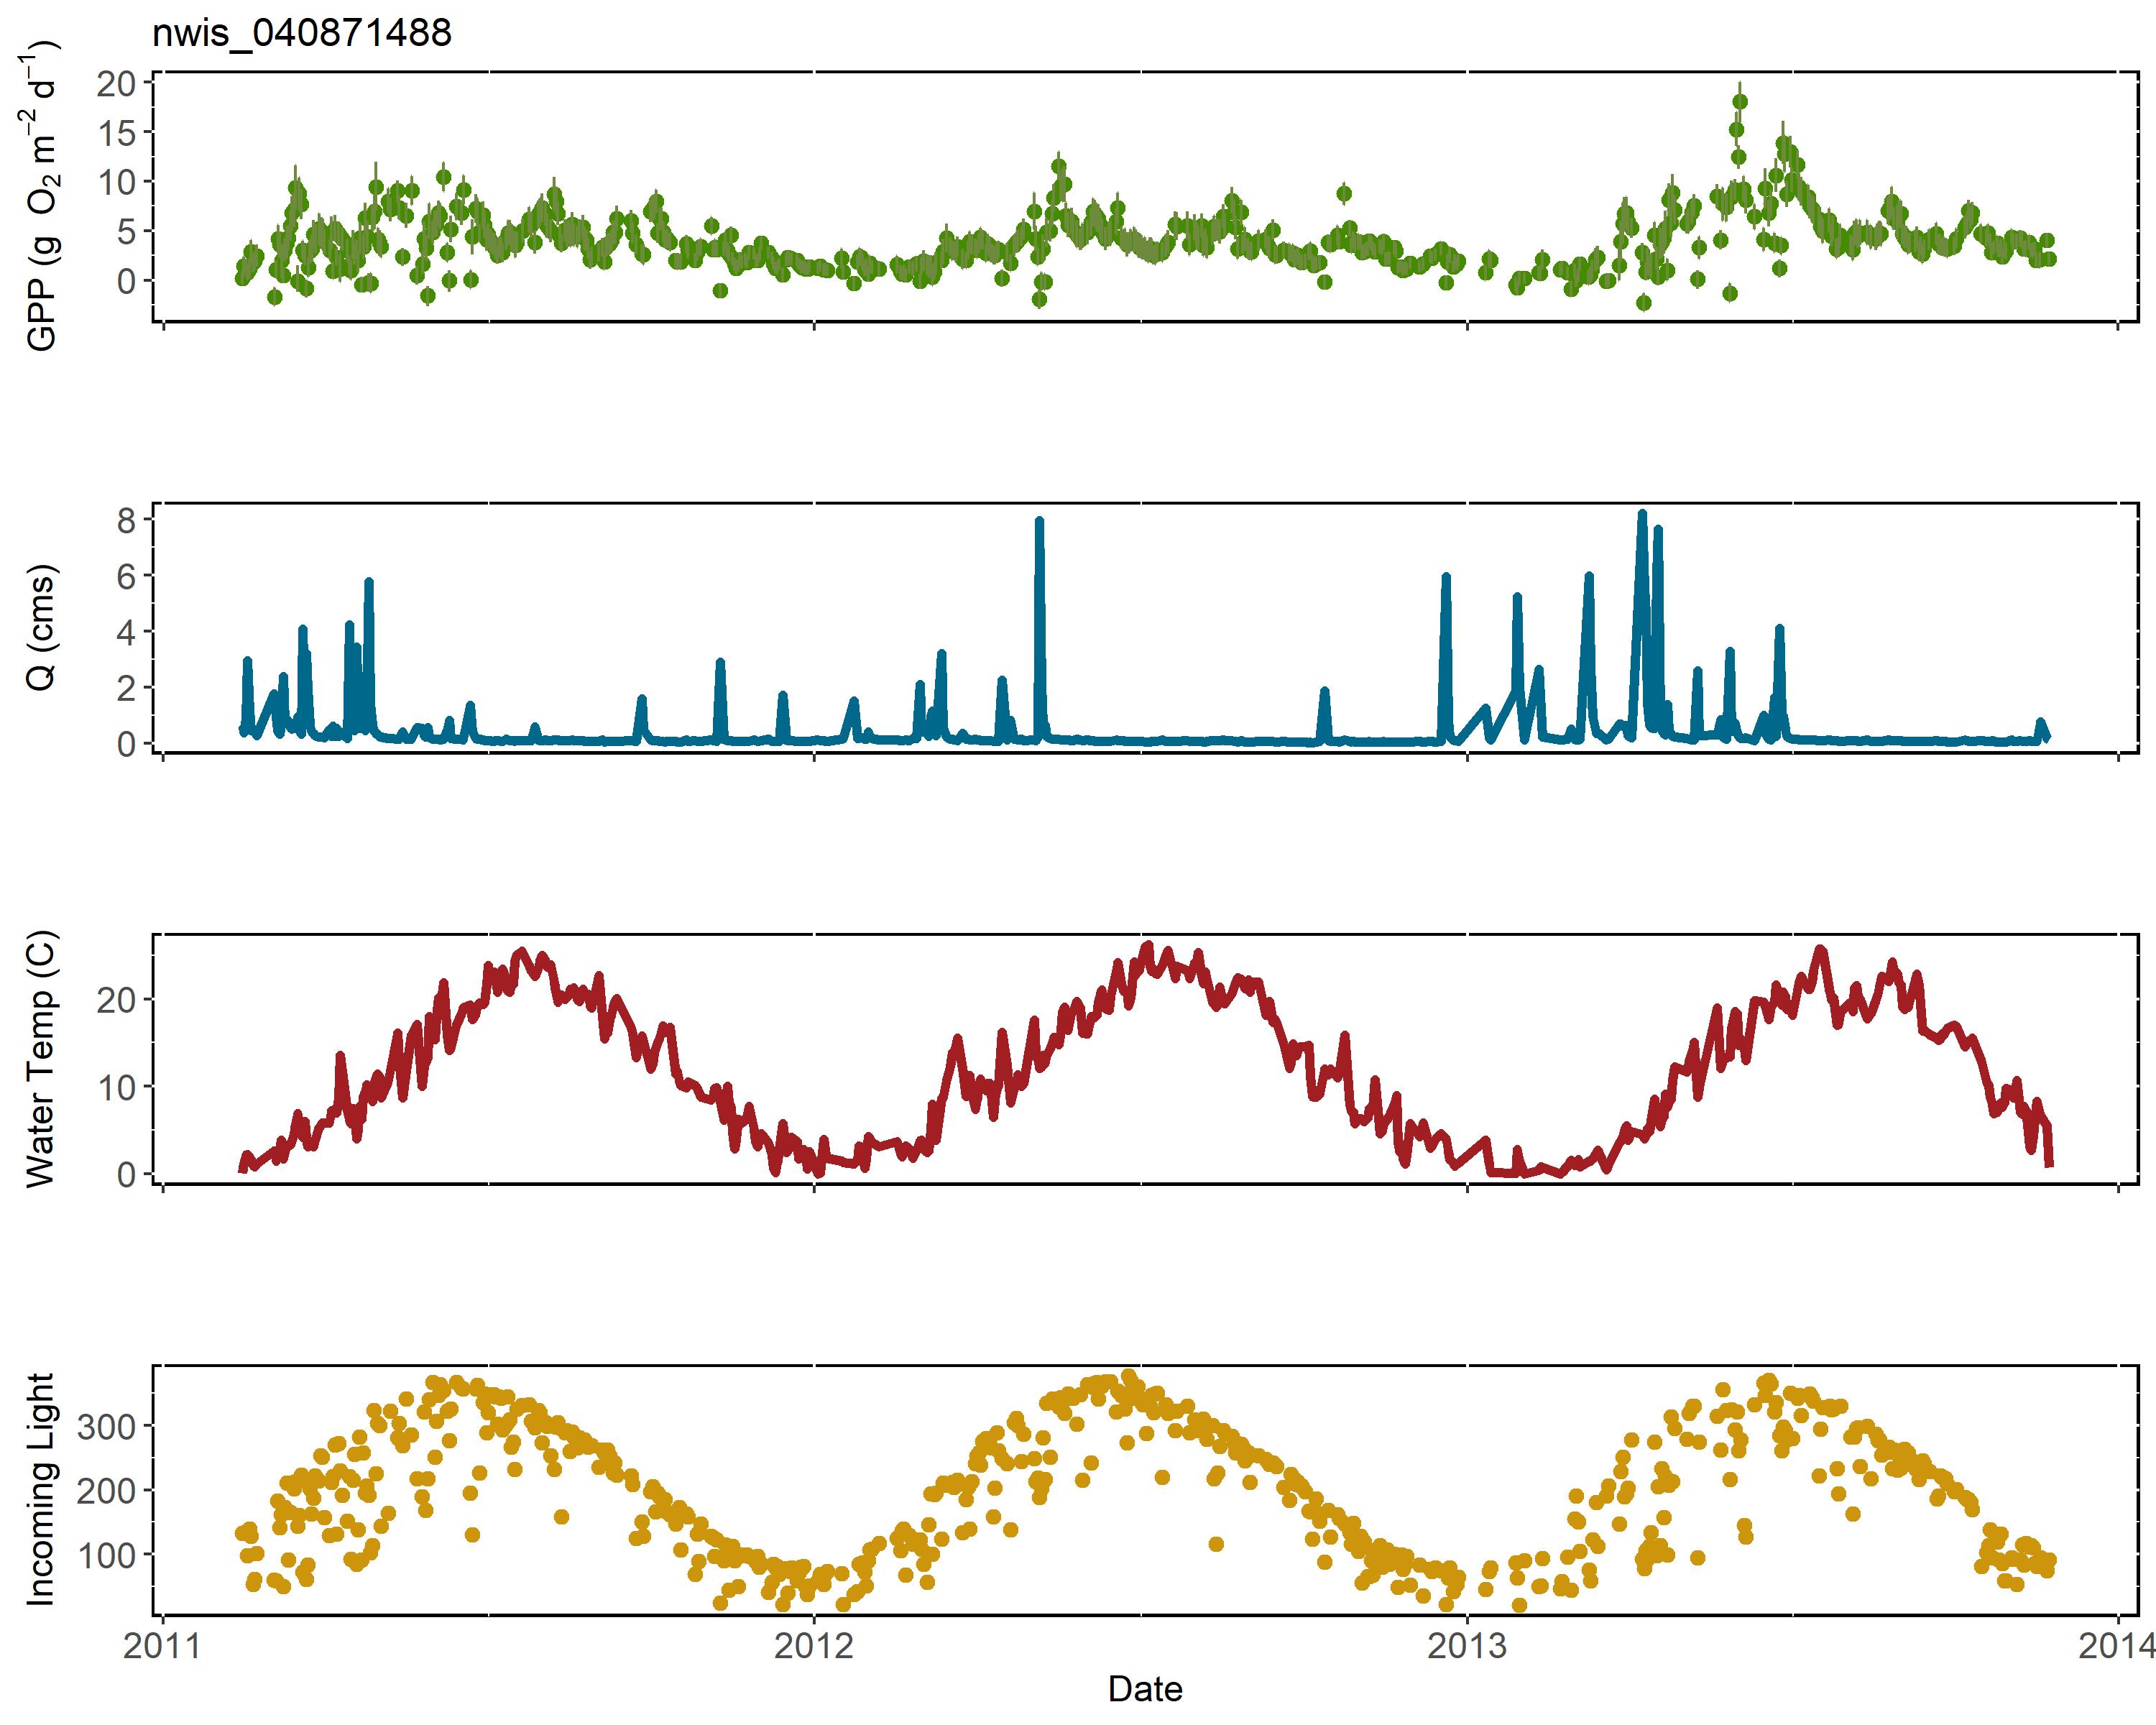 nwis_040871488
GPP (g O₂ m⁻² d⁻¹)
20
15
10
5
0
Q (cms)
8
6
4
2
0
Water Temp (C)
20
10
0
Incoming Light
300
200
100
2011 2012 2013 2014
Date